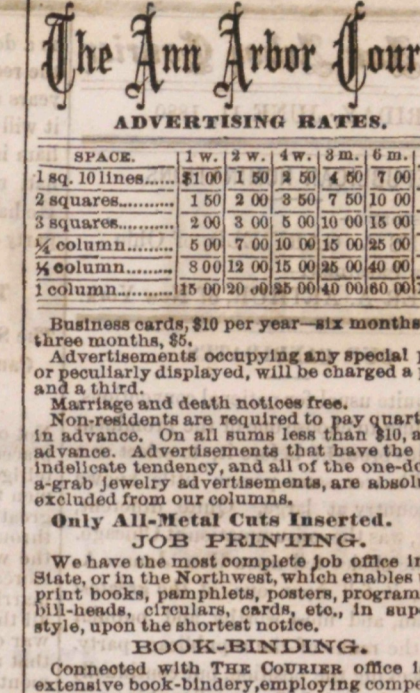 The Ann Arbor Cour
ADVERTISING RATES.
SPACE. | 1 w. | 2 w. | 4 w. | 3 m. | 6 m.
1 sq. 10 lines...... | $1 00 | 1 50 | 2 50 | 4 50 | 7 00
2 squares........... | 1 50 | 2 00 | 3 50 | 7 50 | 10 00
3 squares........... | 2 00 | 3 00 | 5 00 | 10 00 | 15 00
¼ column.......... | 5 00 | 7 00 | 10 00 | 15 00 | 25 00
½ column.......... | 8 00 | 12 00 | 15 00 | 25 00 | 40 00
1 column........... | 15 00 | 20 00 | 25 00 | 40 00 | 60 00
Business cards, $10 per year—six months
three months, $5.
Advertisements occupying any special
or peculiarly displayed, will be charged a
and a third.
Marriage and death notices free.
Non-residents are required to pay quart
in advance. On all sums less than $10, a
advance. Advertisements that have the
indelicate tendency, and all of the one-do
a-grab jewelry advertisements, are absol
excluded from our columns.
Only All-Metal Cuts Inserted.
JOB PRINTING.
We have the most complete job office in
State, or in the Northwest, which enables
print books, pamphlets, posters, program
bill-heads, circulars, cards, etc., in sup
style, upon the shortest notice.
BOOK-BINDING.
Connected with THE COURIER office i
extensive book-bindery, employing compe